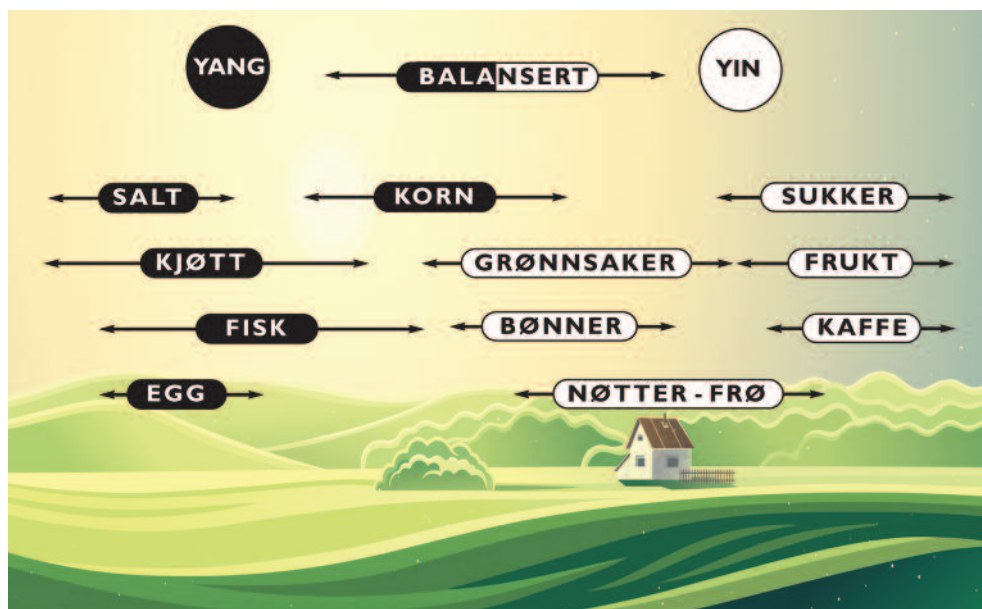 YANG BALANSERT YIN
SALT KORN SUKKER
KJØTT GRØNNSAKER FRUKT
FISK BØNNER KAFFE
EGG NØTTER - FRØ